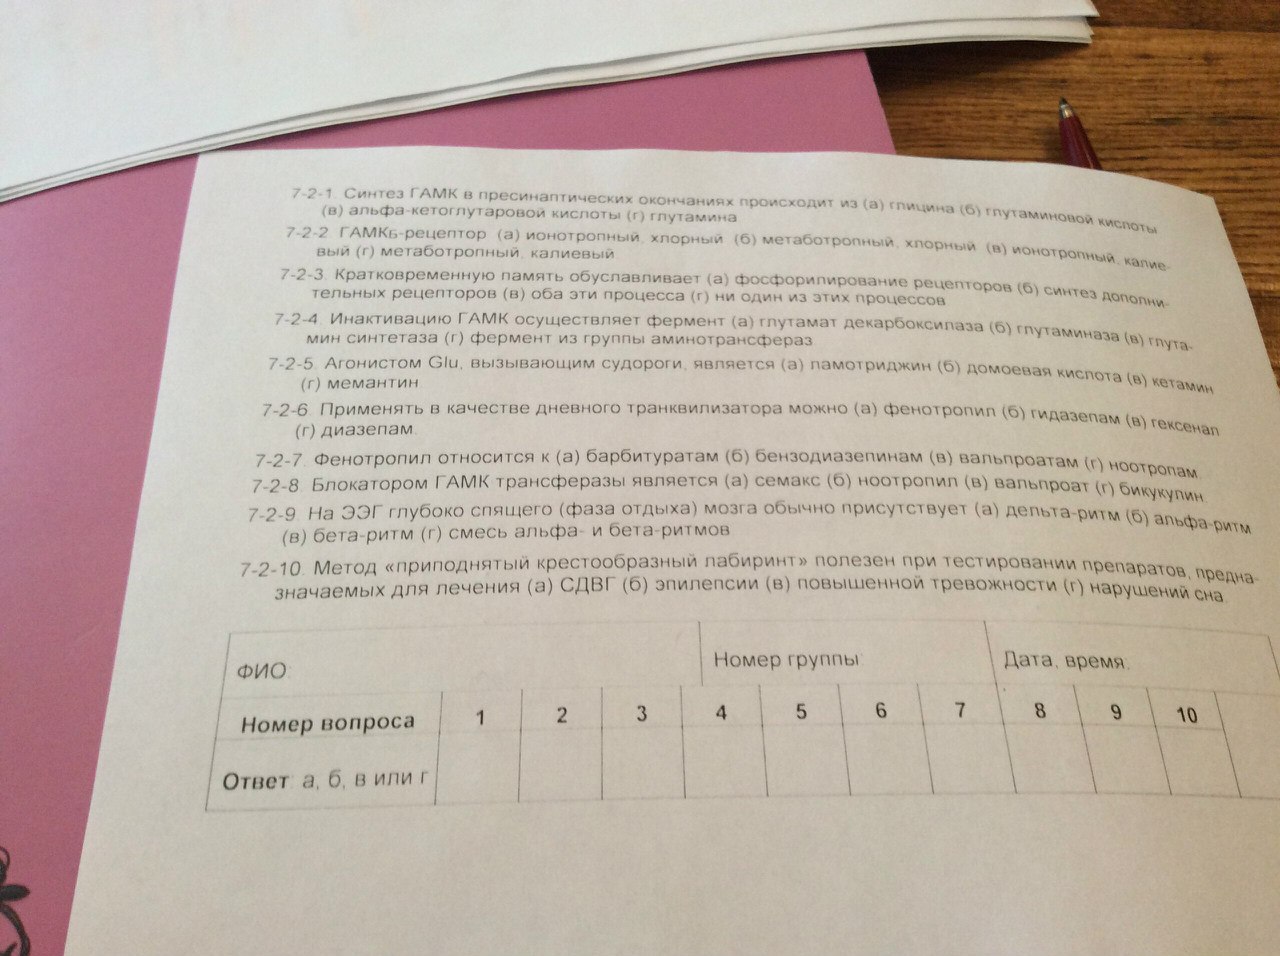 7-2-1. Синтез ГАМК в пресинаптических окончаниях происходит из (а) глицина (б) глутаминовой кислоты
(в) альфа-кетоглутаровой кислоты (г) глутамина
7-2-2. ГАМКБ-рецептор (а) ионотропный, хлорный (б) метаботропный, хлорный (в) ионотропный, калие-
вый (г) метаботропный, калиевый
7-2-3. Кратковременную память обуславливает (а) фосфорилирование рецепторов (б) синтез дополни-
тельных рецепторов (в) оба эти процесса (г) ни один из этих процессов
7-2-4. Инактивацию ГАМК осуществляет фермент (а) глутамат декарбоксилаза (б) глутаминаза (в) глута-
мин синтетаза (г) фермент из группы аминотрансфераз
7-2-5. Агонистом Glu, вызывающим судороги, является (а) ламотриджин (б) домоевая кислота (в) кетамин
(г) мемантин
7-2-6. Применять в качестве дневного транквилизатора можно (а) фенотропил (б) гидазепам (в) гексенал
(г) диазепам.
7-2-7. Фенотропил относится к (а) барбитуратам (б) бензодиазепинам (в) вальпроатам (г) ноотропам.
7-2-8. Блокатором ГАМК трансферазы является (а) семакс (б) ноотропил (в) вальпроат (г) бикукулин
7-2-9. На ЭЭГ глубоко спящего (фаза отдыха) мозга обычно присутствует (а) дельта-ритм (б) альфа-ритм
(в) бета-ритм (г) смесь альфа- и бета-ритмов
7-2-10. Метод «приподнятый крестообразный лабиринт» полезен при тестировании препаратов, предна-
значаемых для лечения (а) СДВГ (б) эпилепсии (в) повышенной тревожности (г) нарушений сна.
ФИО: Номер группы: Дата, время:
Номер вопроса 1 2 3 4 5 6 7 8 9 10
Ответ: а, б, в или г